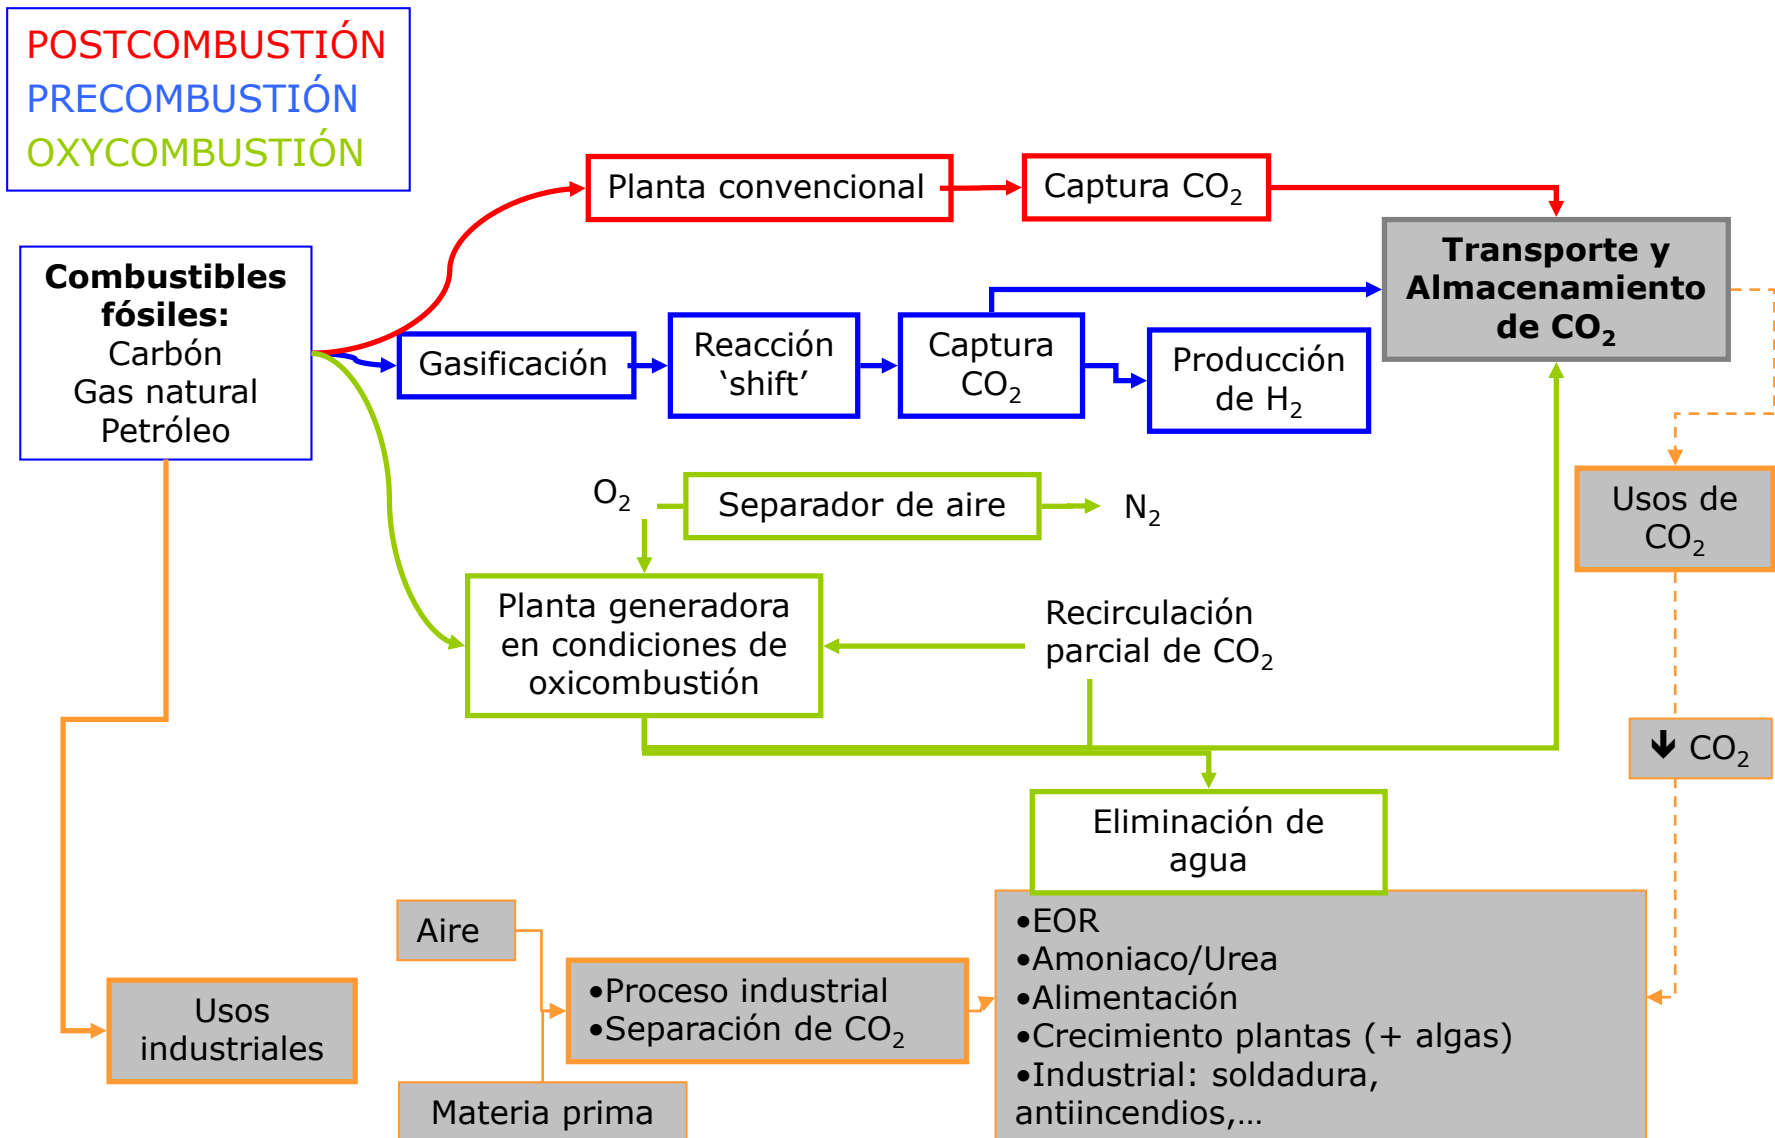 POSTCOMBUSTIÓN
PRECOMBUSTIÓN
OXYCOMBUSTIÓN
Planta convencional
Captura CO₂
Transporte y
Almacenamiento
de CO₂
Combustibles
fósiles:
Carbón
Gas natural
Petróleo
Gasificación
Reacción
‘shift’
Captura
CO₂
Producción
de H₂
O₂
Separador de aire
N₂
Usos de
CO₂
Planta generadora
en condiciones de
oxicombustión
Recirculación
parcial de CO₂
🡻 CO₂
Eliminación de
agua
Aire
•Proceso industrial
•Separación de CO₂
Materia prima
Usos
industriales
•EOR
•Amoniaco/Urea
•Alimentación
•Crecimiento plantas (+ algas)
•Industrial: soldadura,
antiincendios,...